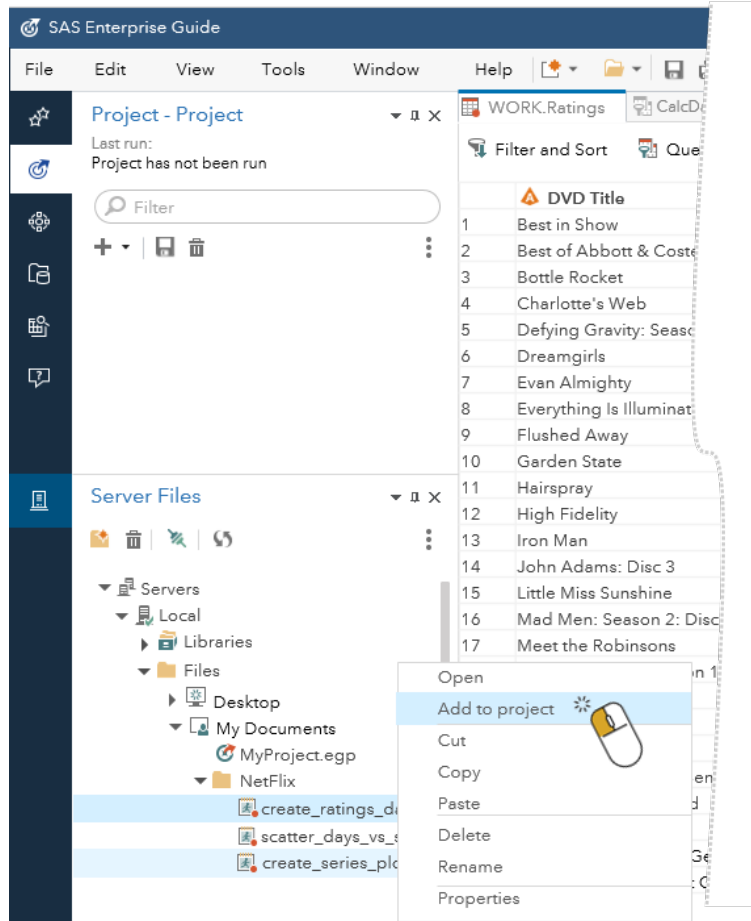 SAS Enterprise Guide
File Edit View Tools Window Help
Project - Project
Last run:
Project has not been run
Filter
Server Files
Servers
Local
Libraries
Files
Desktop
My Documents
MyProject.egp
NetFlix
create_ratings_d
scatter_days_vs_
create_series_plo
WORK.Ratings CalcD
Filter and Sort Que
DVD Title
1 Best in Show
2 Best of Abbott & Coste
3 Bottle Rocket
4 Charlotte's Web
5 Defying Gravity: Seaso
6 Dreamgirls
7 Evan Almighty
8 Everything Is Illuminat
9 Flushed Away
10 Garden State
11 Hairspray
12 High Fidelity
13 Iron Man
14 John Adams: Disc 3
15 Little Miss Sunshine
16 Mad Men: Season 2: Disc
17 Meet the Robinsons
Open
Add to project
Cut
Copy
Paste
Delete
Rename
Properties